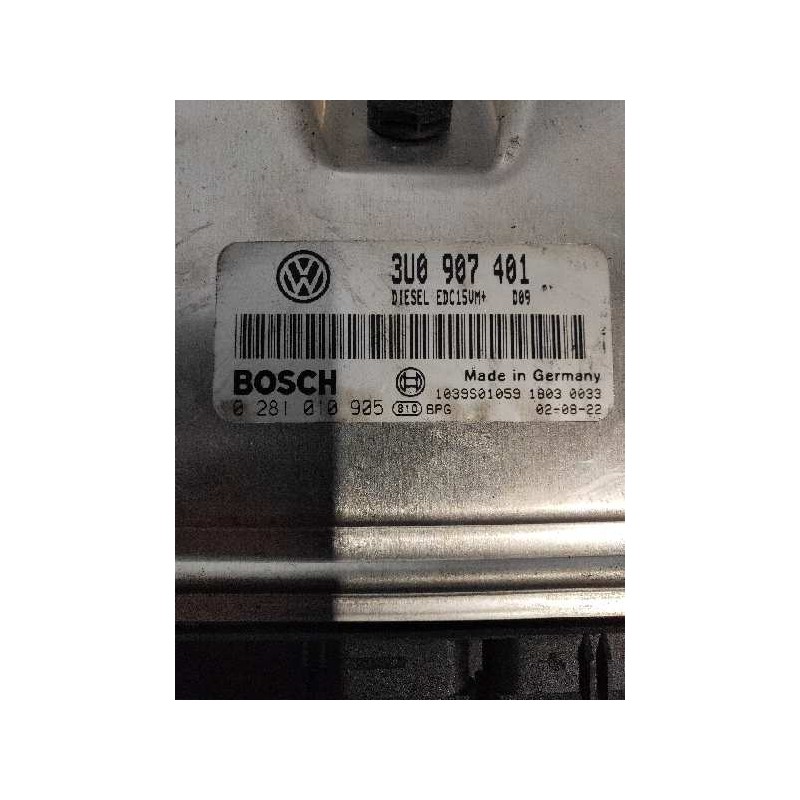 3U0 907 401
DIESEL EDC15VM+ D09
BOSCH
Made in Germany
1039S01059 1803 0033
0 281 010 905 810 BPG 02-08-22